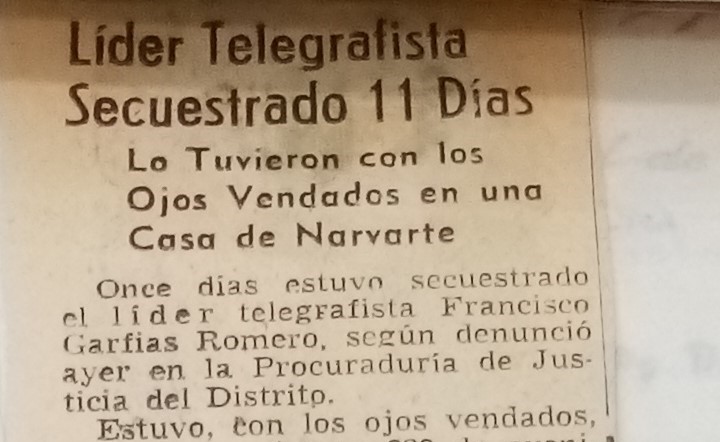 Líder Telegrafista
Secuestrado 11 Días
Lo Tuvieron con los
Ojos Vendados en una
Casa de Narvarte
Once días estuvo secuestrado
el líder telegrafista Francisco
Garfias Romero, según denunció
ayer en la Procuraduría de Jus-
ticia del Distrito.
Estuvo, con los ojos vendados,